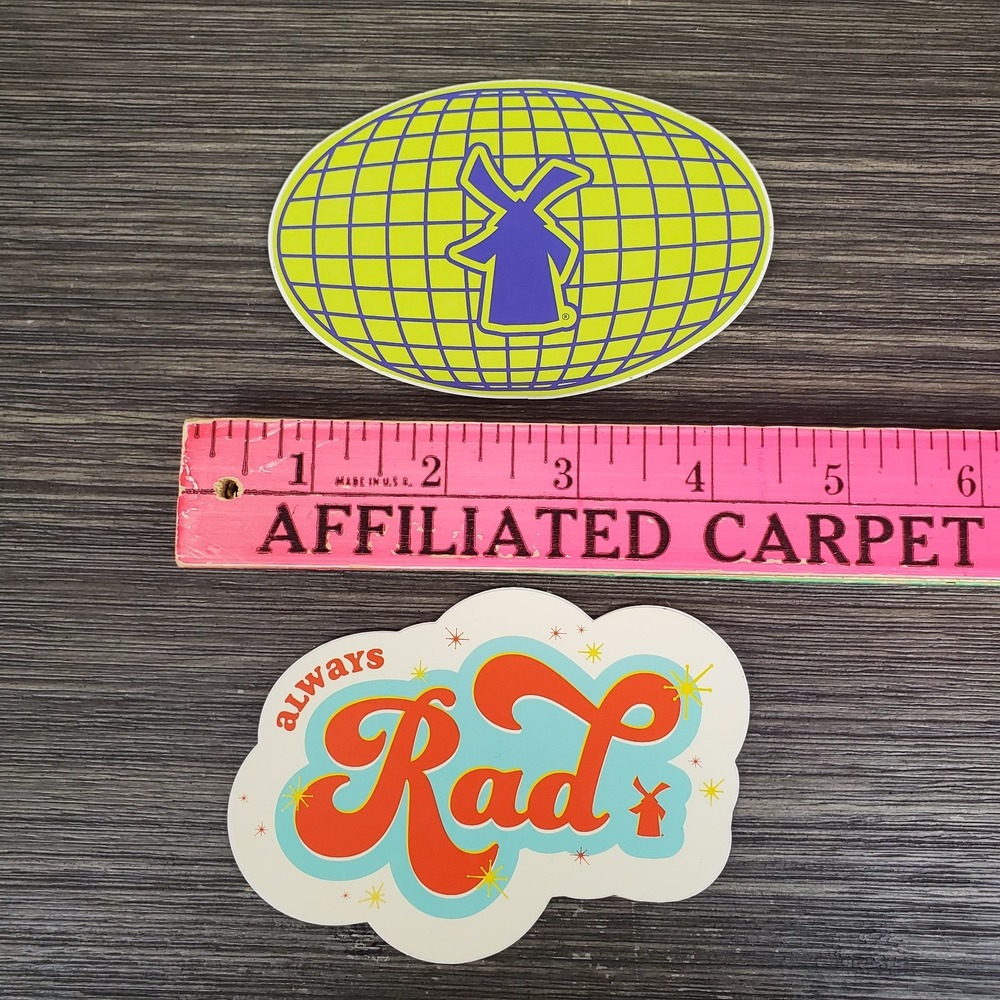 ®
1 2 3 4 5 6
MADE IN U.S.A.
AFFILIATED CARPET
always
Rad